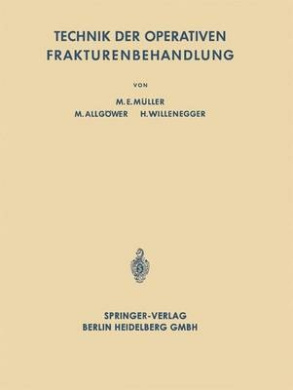 TECHNIK DER OPERATIVEN
FRAKTURENBEHANDLUNG
VON
M.E.MÜLLER
M.ALLGÖWER H.WILLENEGGER
SPRINGER-VERLAG
BERLIN HEIDELBERG GMBH